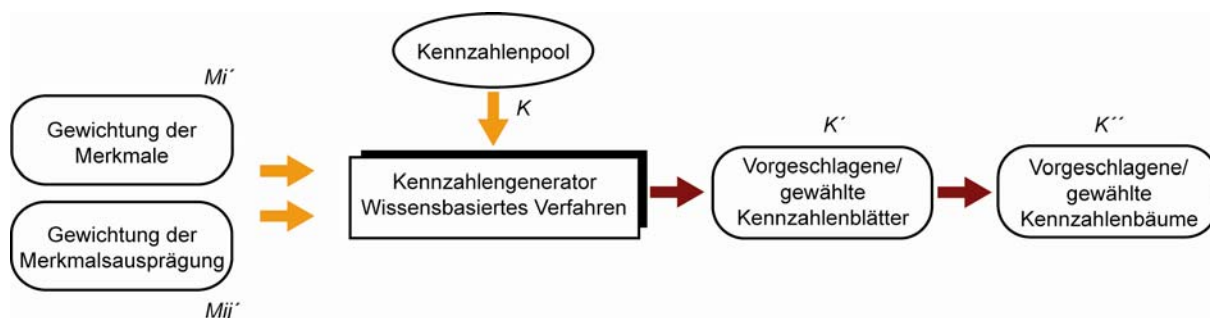 Kennzahlenpool
Mi´
K
Gewichtung der
Merkmale
Kennzahlengenerator
Wissensbasiertes Verfahren
K´
Vorgeschlagene/
gewählte
Kennzahlenblätter
K´´
Vorgeschlagene/
gewählte
Kennzahlenbäume
Gewichtung der
Merkmalsausprägung
Mij´